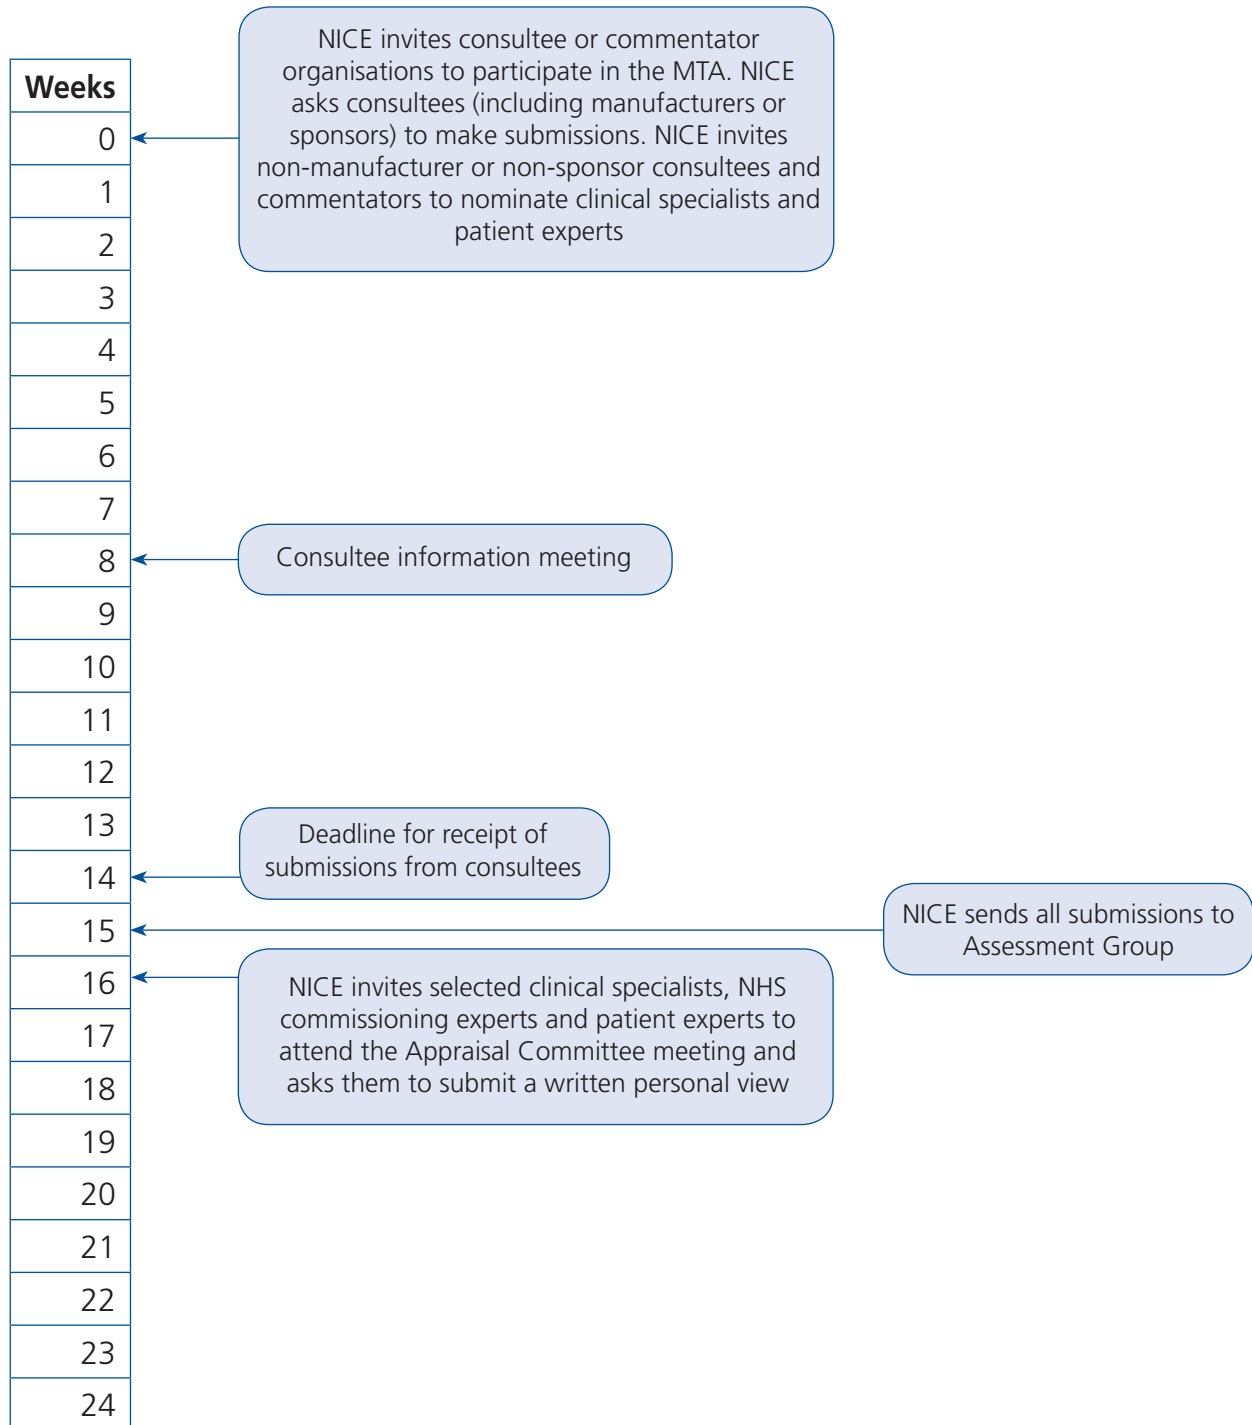 NICE invites consultee or commentator
organisations to participate in the MTA. NICE
asks consultees (including manufacturers or
sponsors) to make submissions. NICE invites
non-manufacturer or non-sponsor consultees and
commentators to nominate clinical specialists and
patient experts
Weeks
0
1
2
3
4
5
6
7
8
Consultee information meeting
9
10
11
12
13
Deadline for receipt of
submissions from consultees
14
15
NICE sends all submissions to
Assessment Group
16
NICE invites selected clinical specialists, NHS
commissioning experts and patient experts to
attend the Appraisal Committee meeting and
asks them to submit a written personal view
17
18
19
20
21
22
23
24